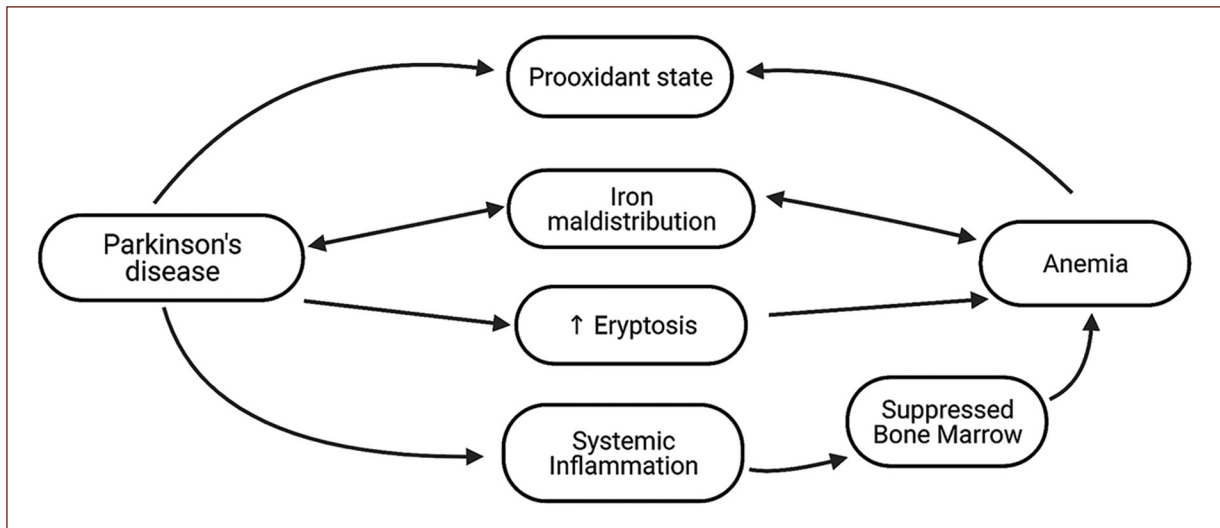 Prooxidant state
Iron
maldistribution
Parkinson's
disease
Anemia
↑ Eryptosis
Suppressed
Bone Marrow
Systemic
Inflammation